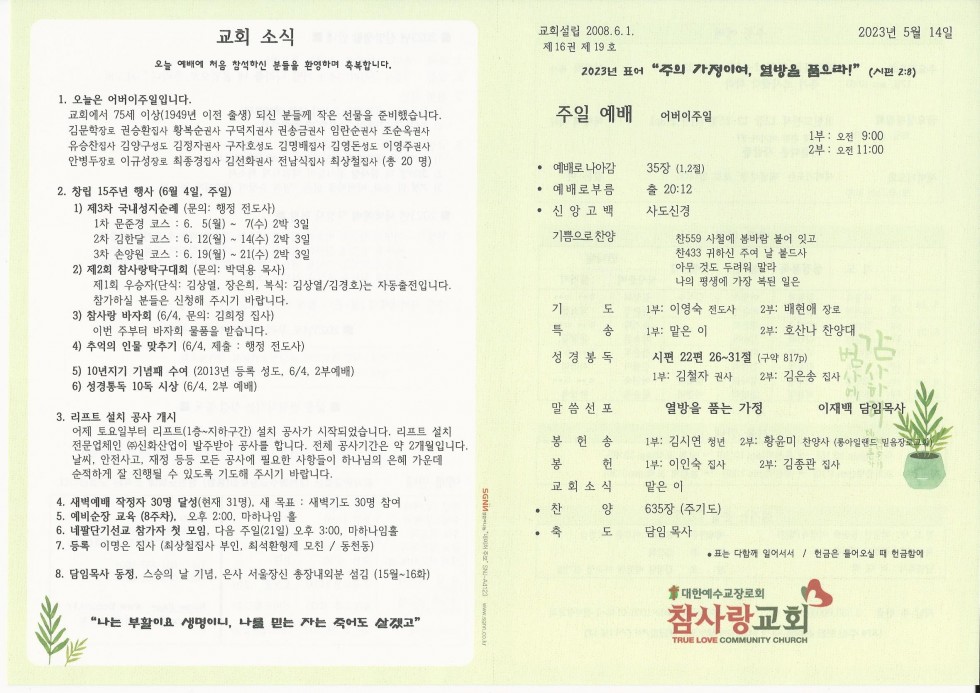 교회 소식
오늘 예배에 처음 참석하신 분들을 환영하며 축복합니다.
1. 오늘은 어버이주일입니다.
교회에서 75세 이상(1949년 이전 출생) 되신 분들께 작은 선물을 준비했습니다.
김문학장로 권승환집사 황복순권사 구덕지권사 권송금권사 임란순권사 조순옥권사
유승찬집사 김양구성도 김정자권사 구자호성도 김명배집사 김영돈성도 이영주권사
안병두장로 이규성장로 최종경집사 김선화권사 전남식집사 최상철집사 (총 20 명)
2. 창립 15주년 행사 (6월 4일, 주일)
1) 제3차 국내성지순례 (문의: 행정 전도사)
1차 문준경 코스 : 6. 5(월) ~ 7(수) 2박 3일
2차 김한달 코스 : 6. 12(월) ~ 14(수) 2박 3일
3차 손양원 코스 : 6. 19(월) ~ 21(수) 2박 3일
2) 제2회 참사랑탁구대회 (문의: 박덕용 목사)
제1회 우승자(단식: 김상열, 장은희, 복식: 김상열/김경호)는 자동출전입니다.
참가하실 분들은 신청해 주시기 바랍니다.
3) 참사랑 바자회 (6/4, 문의: 김희정 집사)
이번 주부터 바자회 물품을 받습니다.
4) 추억의 인물 맞추기 (6/4, 제출 : 행정 전도사)
5) 10년지기 기념패 수여 (2013년 등록 성도, 6/4, 2부예배)
6) 성경통독 10독 시상 (6/4, 2부 예배)
3. 리프트 설치 공사 개시
어제 토요일부터 리프트(1층~지하구간) 설치 공사가 시작되었습니다. 리프트 설치
전문업체인 ㈜신화산업이 발주받아 공사를 합니다. 전체 공사기간은 약 2개월입니다.
날씨, 안전사고, 재정 등등 모든 공사에 필요한 사항들이 하나님의 은혜 가운데
순적하게 잘 진행될 수 있도록 기도해 주시기 바랍니다.
4. 새벽예배 작정자 30명 달성(현재 31명), 새 목표 : 새벽기도 30명 참여
5. 예비순장 교육 (8주차), 오후 2:00, 마하나임 홀
6. 네팔단기선교 참가자 첫 모임, 다음 주일(21일) 오후 3:00, 마하나임홀
7. 등록 이명은 집사 (최상철집사 부인, 최석환형제 모친 / 동천동)
8. 담임목사 동정, 스승의 날 기념, 은사 서울장신 총장내외분 섬김 (15월~16화)
"나는 부활이요 생명이니, 나를 믿는 자는 죽어도 살겠고"
교회설립 2008.6.1.
제16권 제19호
2023년 5월 14일
2023년 표어 "주의 가정이여, 열방을 품으라!" (시편 2:8)
주일 예배 어버이주일
1부: 오전 9:00
2부: 오전 11:00
• 예배로 나아감 35장 (1,2절)
• 예배로부름 출 20:12
• 신앙고백 사도신경
기쁨으로찬양 찬559 사철에 봄바람 불어 잇고
찬433 귀하신 주여 날 붙드사
아무 것도 두려워 말라
나의 평생에 가장 복된 일은
기 도 1부: 이영숙 전도사 2부: 배현애 장로
특 송 1부: 맡은 이 2부: 호산나 찬양대
성경봉독 시편 22편 26~31절 (구약 817p)
1부: 김철자 권사 2부: 김은송 집사
말씀선포 열방을 품는 가정 이재백 담임목사
봉 헌 송 1부: 김시연 청년 2부: 황윤미 찬양사 (롱아일랜드 믿음장로교회)
봉 헌 1부: 이인숙 집사 2부: 김종관 집사
교회소식 맡은 이
• 찬 양 635장 (주기도)
• 축 도 담임 목사
•표는 다함께 일어서서 / 헌금은 들어오실 때 헌금함에
범사에
감사하라
대한예수교장로회
참사랑교회
TRUE LOVE COMMUNITY CHURCH